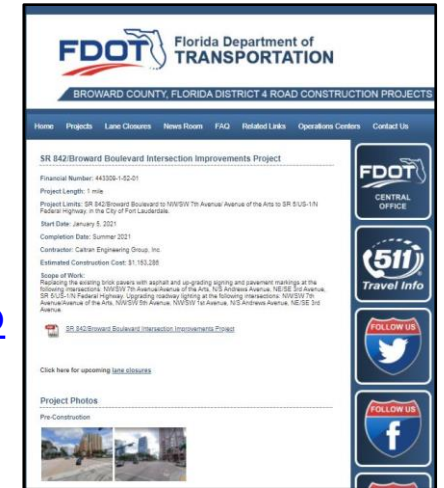 FDOT
Florida Department of
TRANSPORTATION
BROWARD COUNTY, FLORIDA DISTRICT 4 ROAD CONSTRUCTION PROJECTS
Home Projects Lane Closures News Room FAQ Related Links Operations Centers Contact Us
SR 842/Broward Boulevard Intersection Improvements Project
Financial Number: 443309-1-52-01
Project Length: 1 mile
Project Limits: SR 842/Broward Boulevard to NW/SW 7th Avenue/ Avenue of the Arts to SR 5/US-1/N
Federal Highway, in the City of Fort Lauderdale.
Start Date: January 5, 2021
Completion Date: Summer 2021
Contractor: Caltran Engineering Group, Inc.
Estimated Construction Cost: $1,193,288
Scope of Work:
Replacing the existing brick pavers with asphalt and up-grading signing and pavement markings at the
following intersections: NW/SW 7th Avenue/Avenue of the Arts, N/S Andrews Avenue, NE/SE 3rd Avenue,
SR 5/US-1/N Federal Highway. Upgrading roadway lighting at the following intersections: NW/SW 7th
Avenue/Avenue of the Arts, NW/SW 5th Avenue, NW/SW 1st Avenue, N/S Andrews Avenue, NE/SE 3rd
Avenue.
SR 842/Broward Boulevard Intersection Improvements Project
Click here for upcoming lane closures
Project Photos
Pre-Construction
FDOT
CENTRAL
OFFICE
511
Travel Info
FOLLOW US
FOLLOW US
f